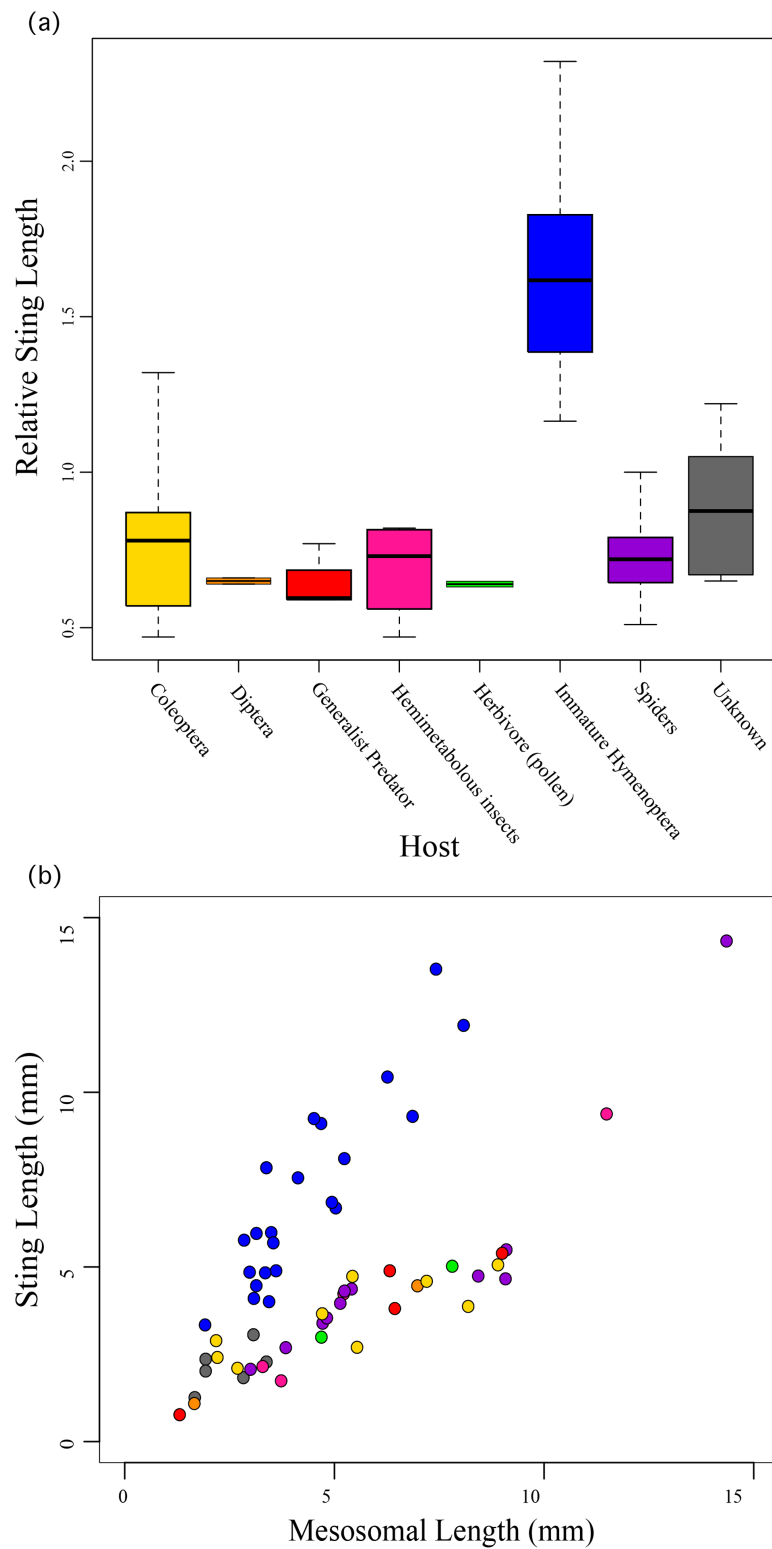 (a)
Relative Sting Length
2.0
1.5
1.0
0.5
Coleoptera
Diptera
Generalist Predator
Hemimetabolous insects
Herbivore (pollen)
Immature Hymenoptera
Spiders
Unknown
Host
(b)
Sting Length (mm)
15
10
5
0
0
5
10
15
Mesosomal Length (mm)